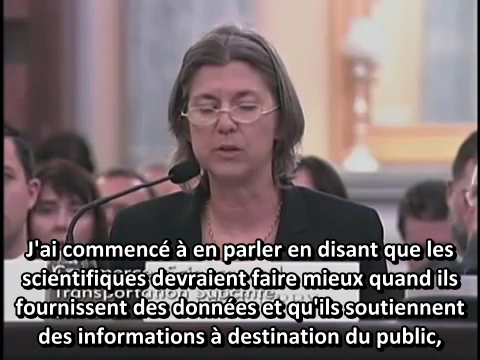 J'ai commencé à en parler en disant que les
scientifiques devraient faire mieux quand ils
fournissent des données et qu'ils soutiennent
Transportation
des informations à destination du public,